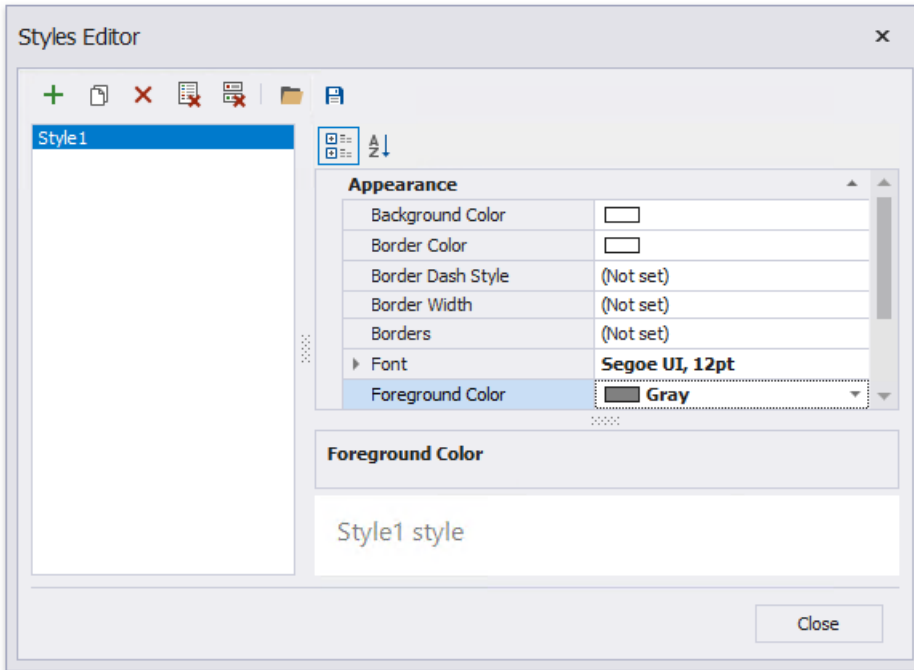 Styles Editor
Style1
Appearance
Background Color
Border Color
Border Dash Style (Not set)
Border Width (Not set)
Borders (Not set)
Font Segoe UI, 12pt
Foreground Color Gray
Foreground Color
Style1 style
Close